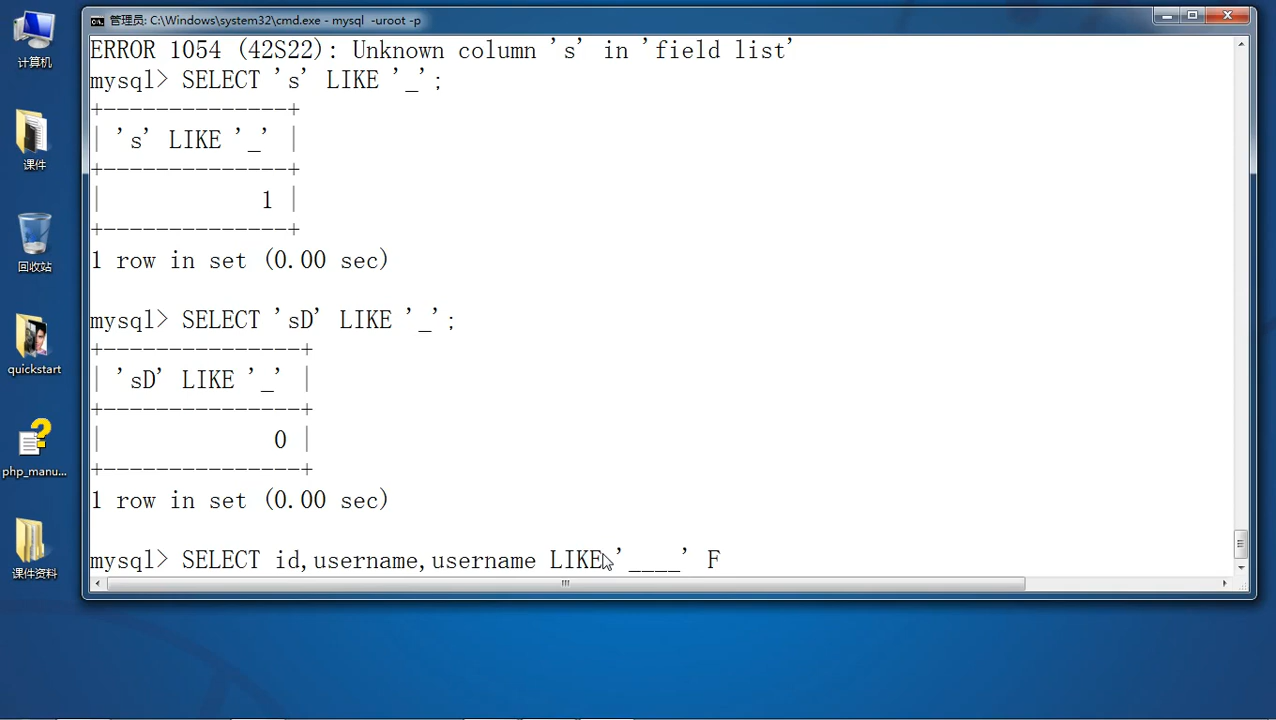 管理员: C:\Windows\system32\cmd.exe - mysql  -uroot -p
计算机
课件
回收站
quickstart
php_manu...
课件资料
ERROR 1054 (42S22): Unknown column 's' in 'field list'
mysql> SELECT 's' LIKE '_';
+--------------+
| 's' LIKE '_' |
+--------------+
|            1 |
+--------------+
1 row in set (0.00 sec)
mysql> SELECT 'sD' LIKE '_';
+---------------+
| 'sD' LIKE '_' |
+---------------+
|             0 |
+---------------+
1 row in set (0.00 sec)
mysql> SELECT id,username,username LIKE '____' F